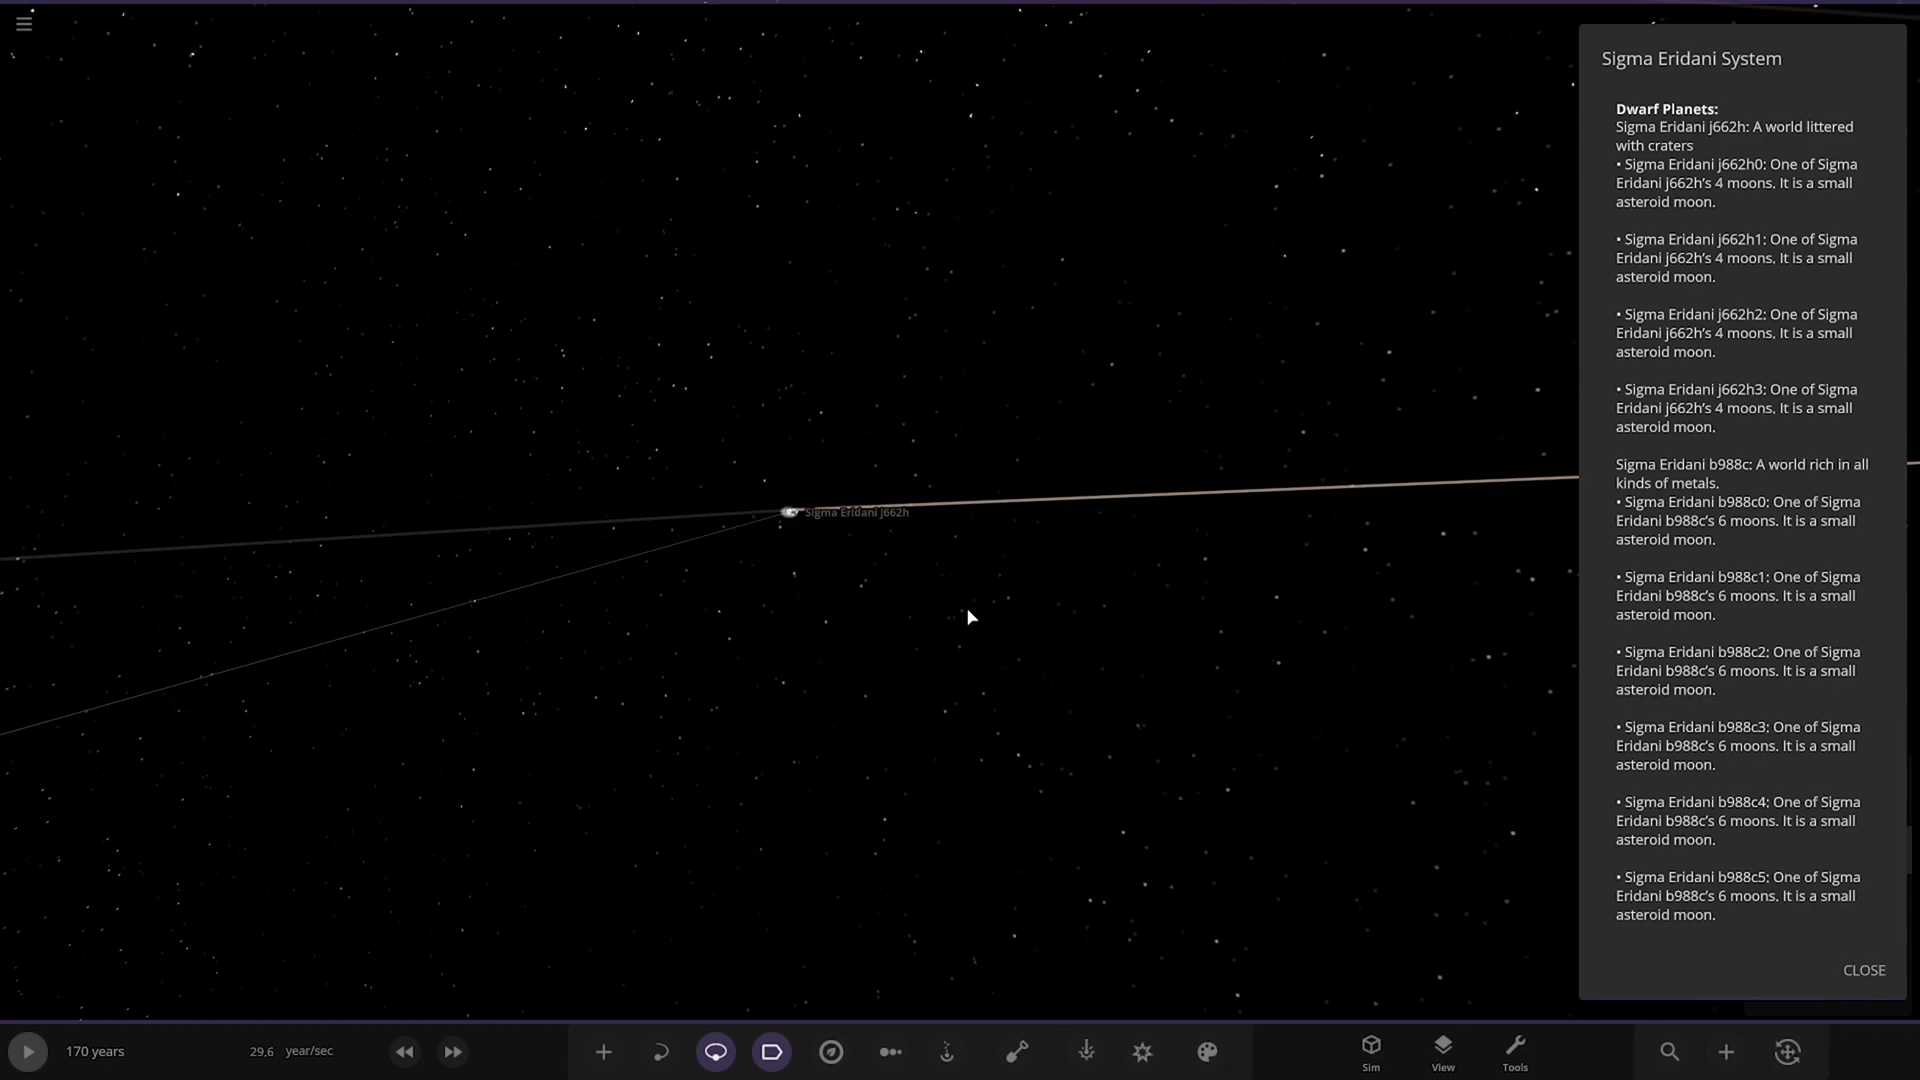 Sigma Eridani System
Dwarf Planets:
Sigma Eridani j662h: A world littered
with craters
• Sigma Eridani j662h0: One of Sigma
Eridani j662h's 4 moons. It is a small
asteroid moon.
• Sigma Eridani j662h1: One of Sigma
Eridani j662h's 4 moons. It is a small
asteroid moon.
• Sigma Eridani j662h2: One of Sigma
Eridani j662h's 4 moons. It is a small
asteroid moon.
• Sigma Eridani j662h3: One of Sigma
Eridani j662h's 4 moons. It is a small
asteroid moon.
Sigma Eridani b988c: A world rich in all
kinds of metals.
• Sigma Eridani b988c0: One of Sigma
Eridani b988c's 6 moons. It is a small
asteroid moon.
• Sigma Eridani b988c1: One of Sigma
Eridani b988c's 6 moons. It is a small
asteroid moon.
• Sigma Eridani b988c2: One of Sigma
Eridani b988c's 6 moons. It is a small
asteroid moon.
• Sigma Eridani b988c3: One of Sigma
Eridani b988c's 6 moons. It is a small
asteroid moon.
• Sigma Eridani b988c4: One of Sigma
Eridani b988c's 6 moons. It is a small
asteroid moon.
• Sigma Eridani b988c5: One of Sigma
Eridani b988c's 6 moons. It is a small
asteroid moon.
CLOSE
Sigma Eridani j662h
170 years
29.6 year/sec
Sim
View
Tools